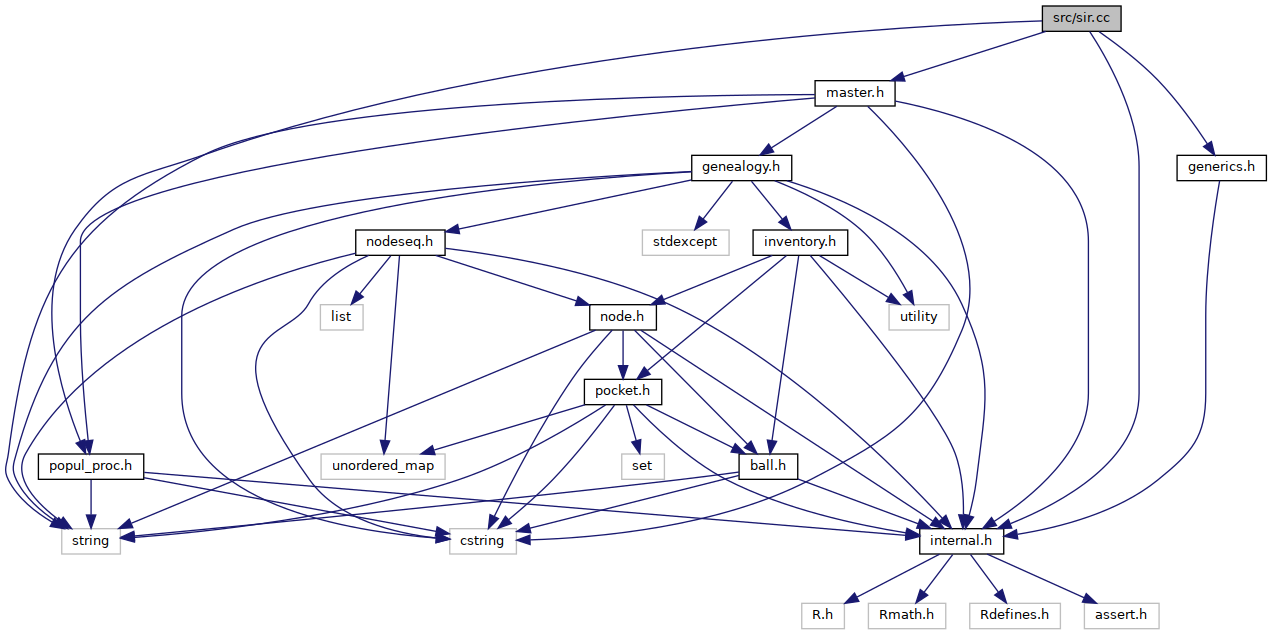 src/sir.cc
master.h
genealogy.h
generics.h
nodeseq.h
stdexcept
inventory.h
list
node.h
utility
pocket.h
popul_proc.h
unordered_map
set
ball.h
string
cstring
internal.h
R.h
Rmath.h
Rdefines.h
assert.h